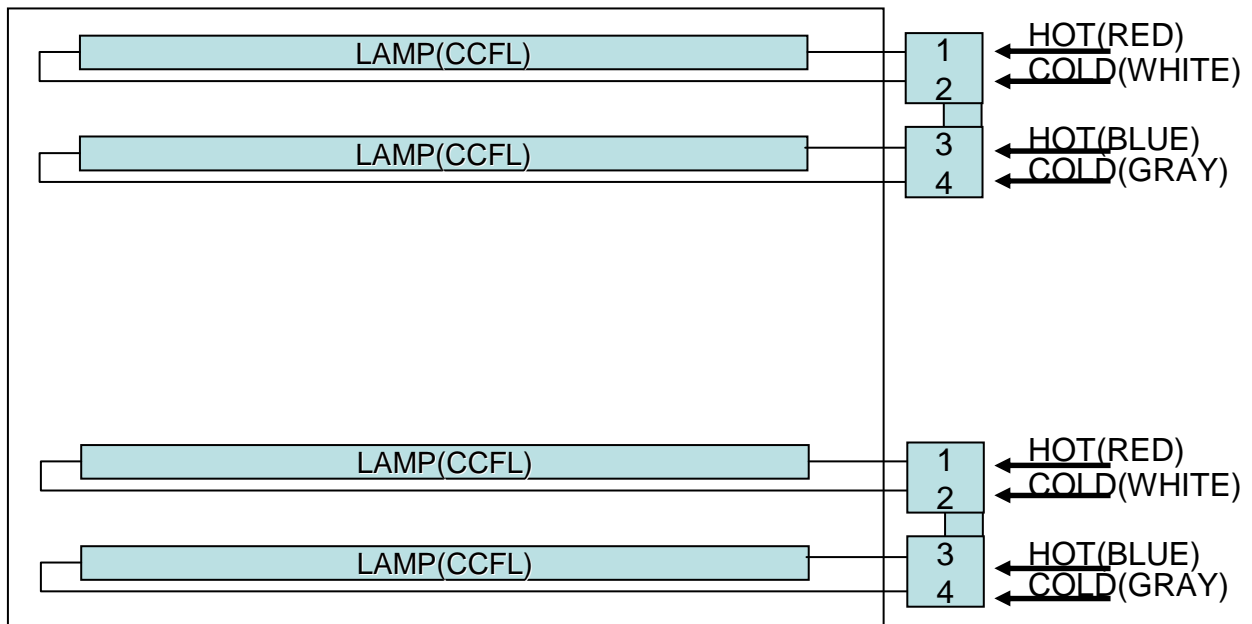 LAMP(CCFL) 1 HOT(RED)
2 COLD(WHITE)
LAMP(CCFL) 3 HOT(BLUE)
4 COLD(GRAY)
LAMP(CCFL) 1 HOT(RED)
2 COLD(WHITE)
LAMP(CCFL) 3 HOT(BLUE)
4 COLD(GRAY)